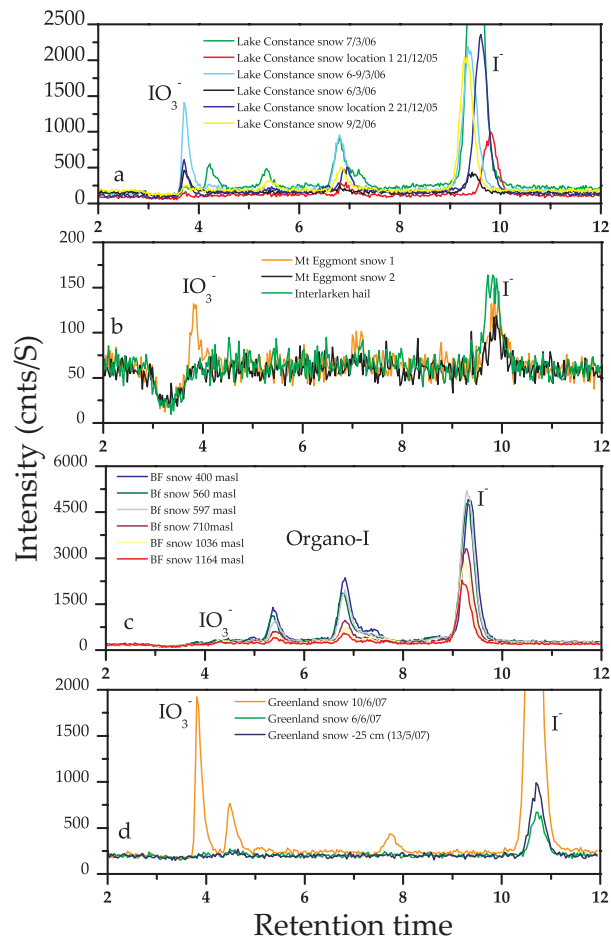 2500
2000
1500
1000
500
0
IO3-
Lake Constance snow 7/3/06
Lake Constance snow location 1 21/12/05
Lake Constance snow 6-9/3/06
Lake Constance snow 6/3/06
Lake Constance snow location 2 21/12/05
Lake Constance snow 9/2/06
I-
a
2 4 6 8 10 12
200
150
100
50
0
IO3-
Mt Eggmont snow 1
Mt Eggmont snow 2
Interlarken hail
I-
b
2 4 6 8 10 12
6000
4500
3000
1500
0
BF snow 400 masl
Bf snow 560 masl
Bf snow 597 masl
BF snow 710masl
BF snow 1036 masl
BF snow 1164 masl
Organo-I
I-
IO3-
c
2 4 6 8 10 12
2000
1500
1000
500
0
IO3-
Greenland snow 10/6/07
Greenland snow 6/6/07
Greenland snow -25 cm (13/5/07)
I-
d
2 4 6 8 10 12
Intensity (cnts/S)
Retention time